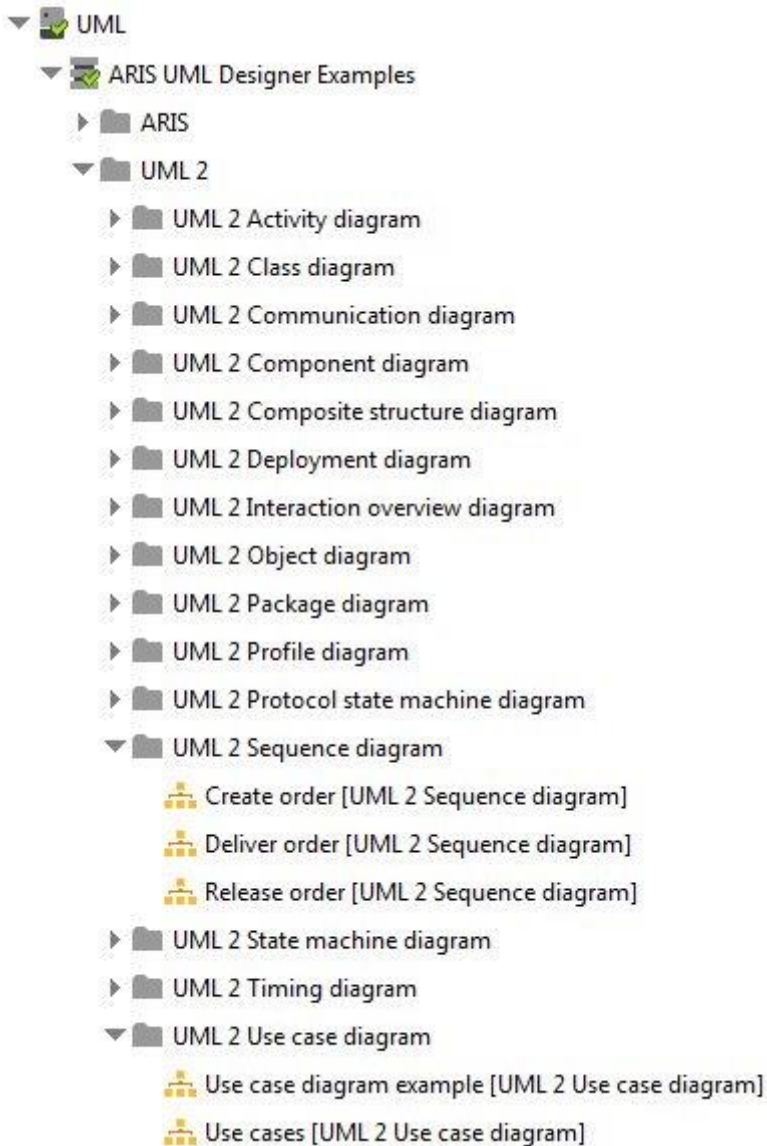 UML
ARIS UML Designer Examples
ARIS
UML 2
UML 2 Activity diagram
UML 2 Class diagram
UML 2 Communication diagram
UML 2 Component diagram
UML 2 Composite structure diagram
UML 2 Deployment diagram
UML 2 Interaction overview diagram
UML 2 Object diagram
UML 2 Package diagram
UML 2 Profile diagram
UML 2 Protocol state machine diagram
UML 2 Sequence diagram
Create order [UML 2 Sequence diagram]
Deliver order [UML 2 Sequence diagram]
Release order [UML 2 Sequence diagram]
UML 2 State machine diagram
UML 2 Timing diagram
UML 2 Use case diagram
Use case diagram example [UML 2 Use case diagram]
Use cases [UML 2 Use case diagram]